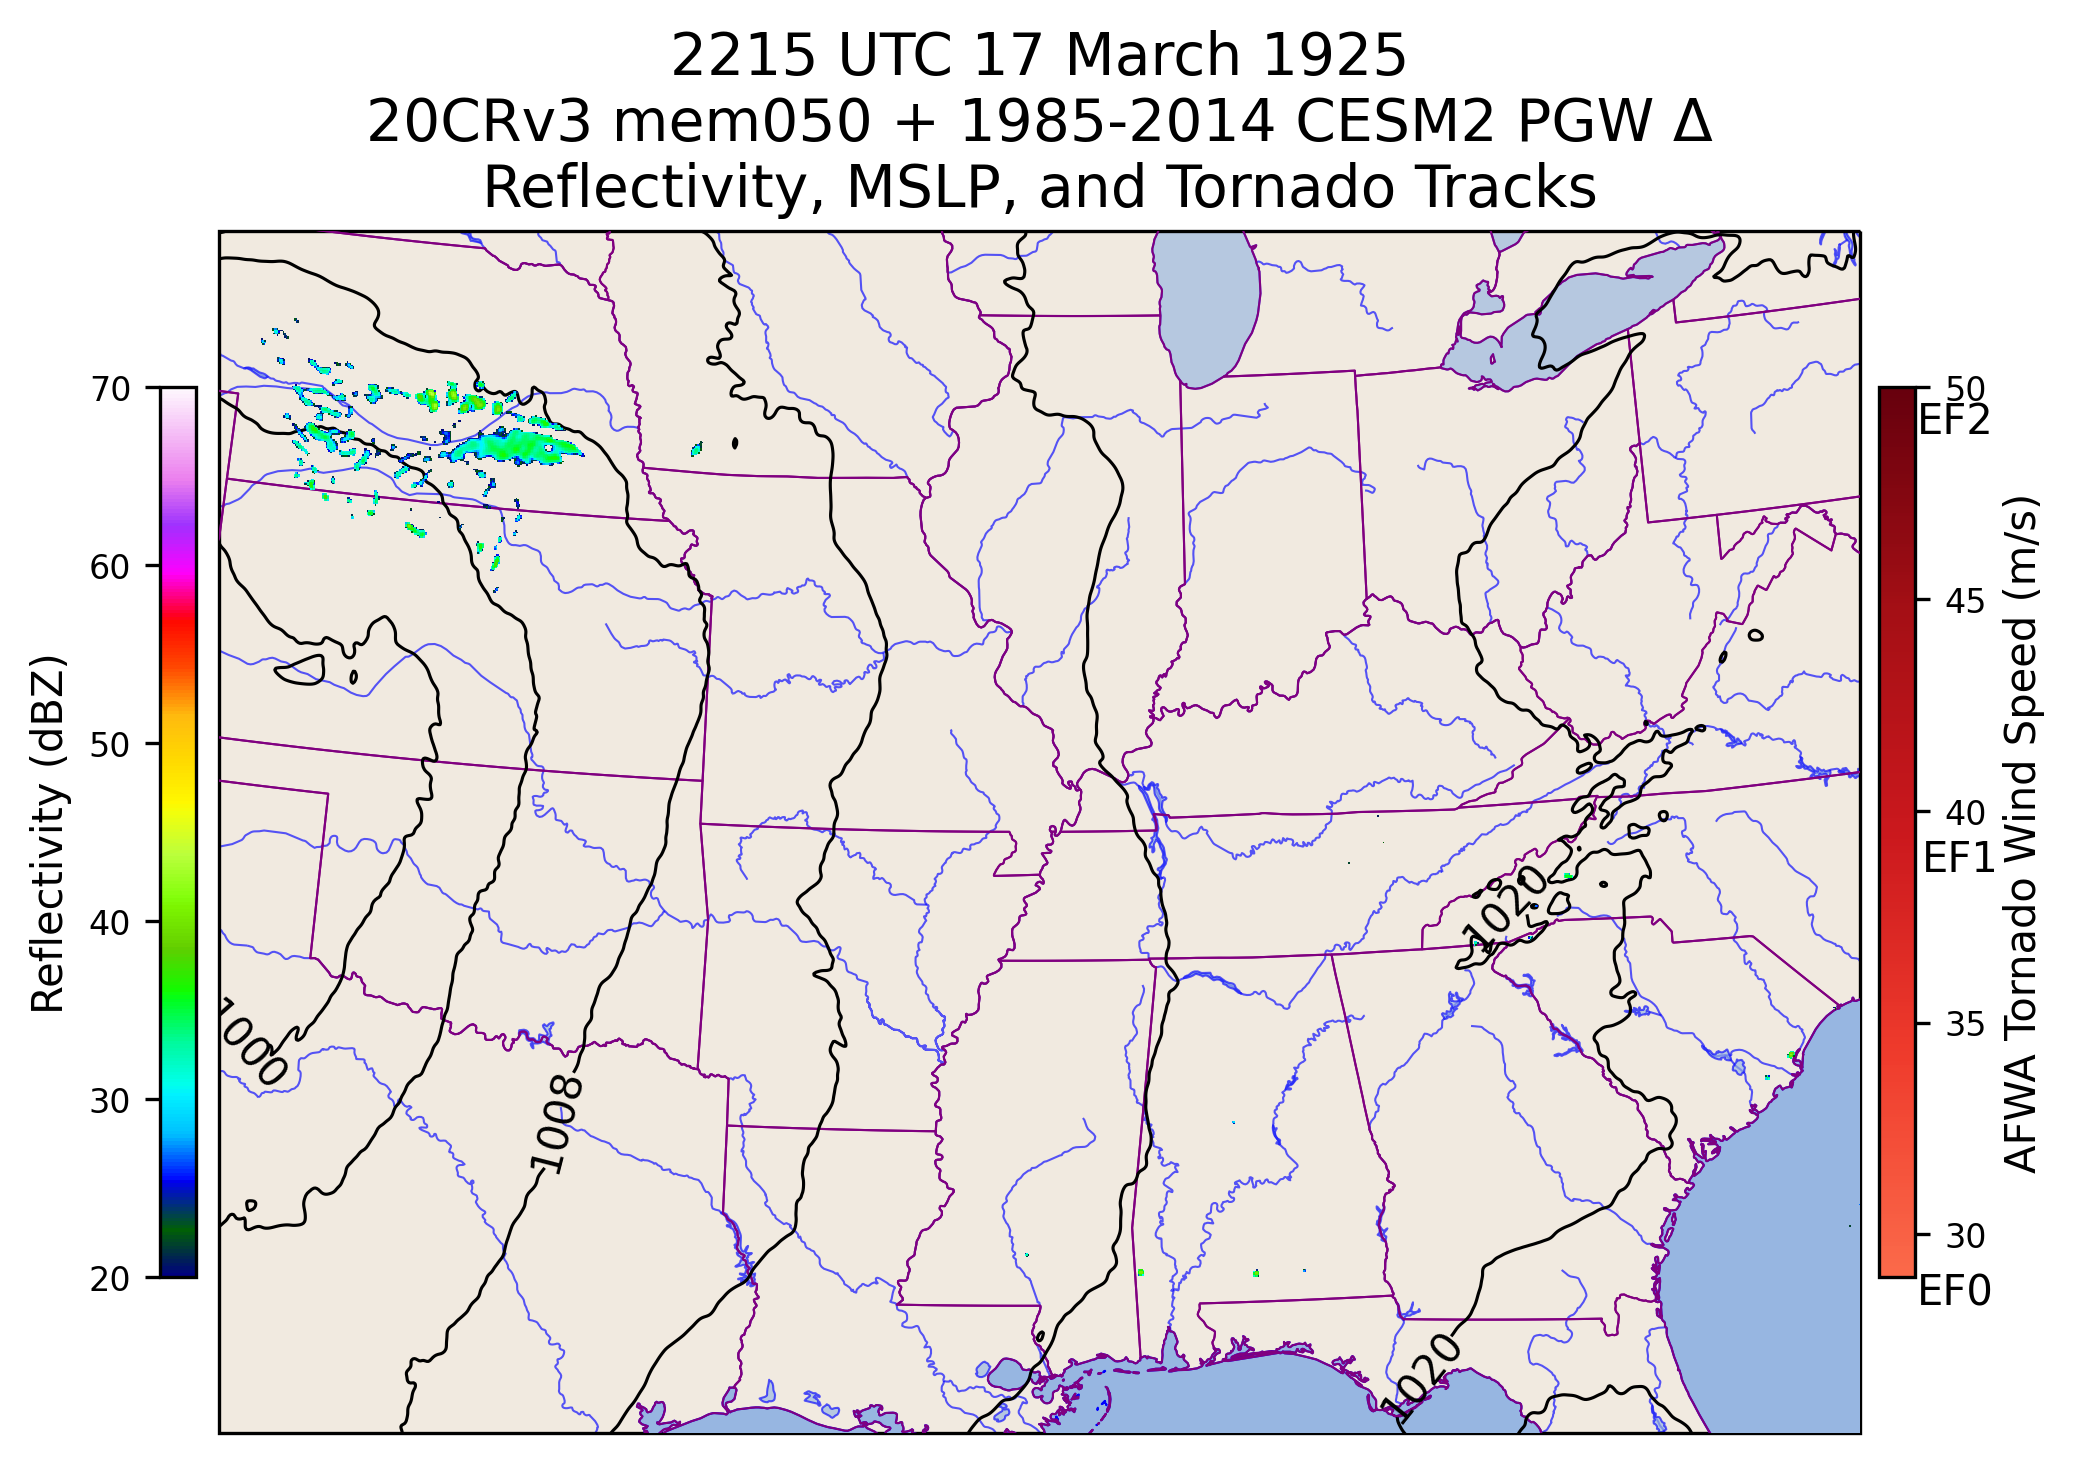 2215 UTC 17 March 1925
20CRv3 mem050 + 1985-2014 CESM2 PGW Δ
Reflectivity, MSLP, and Tornado Tracks
70
60
50
40
30
20
Reflectivity (dBZ)
1000
1008
1020
1020
50
EF2
45
40
EF1
35
30
EF0
AFWA Tornado Wind Speed (m/s)